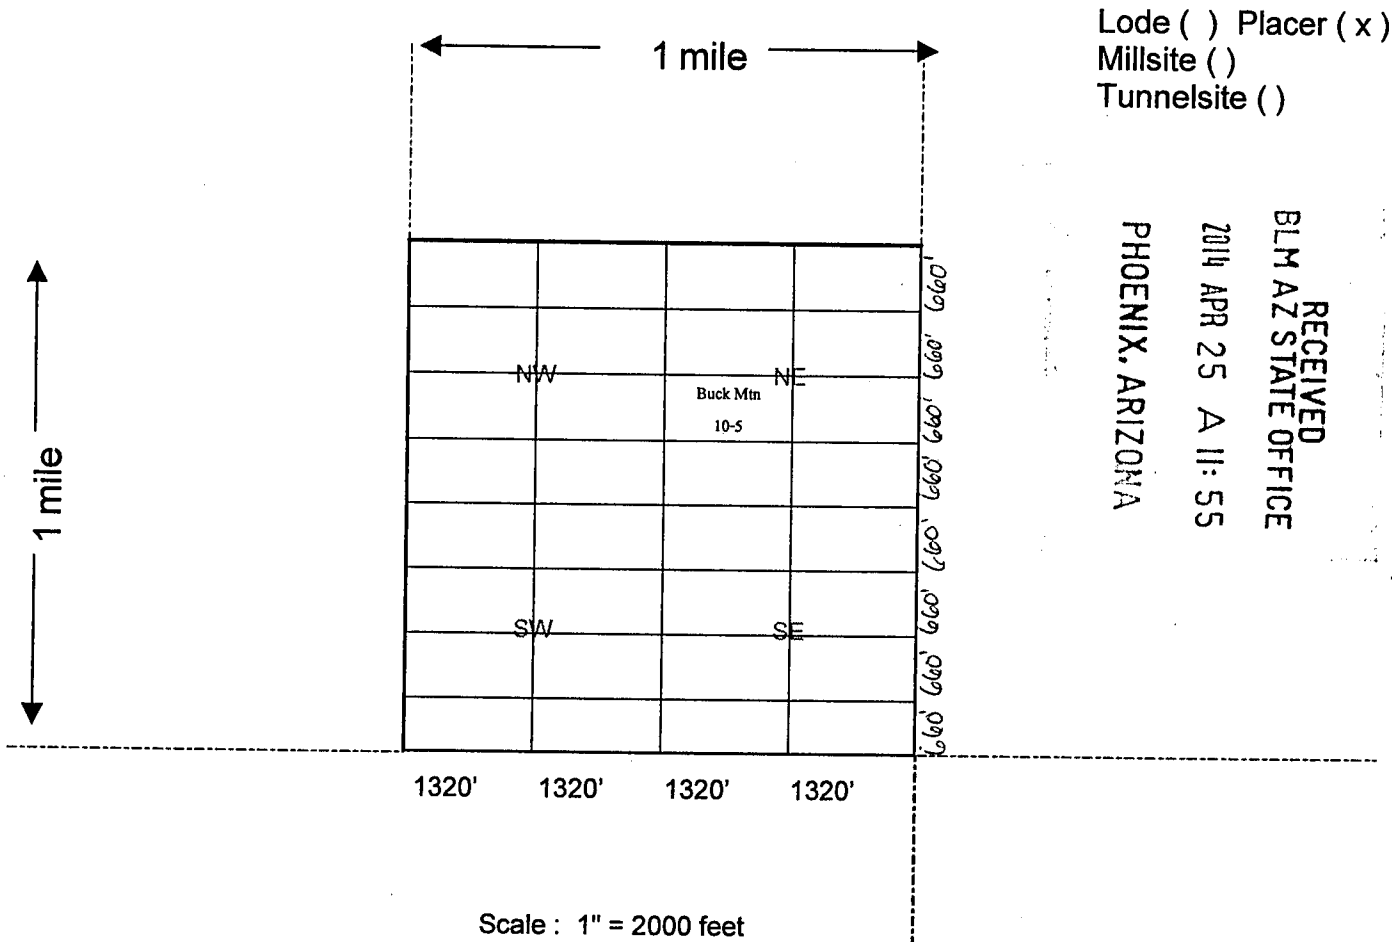 Lode ( ) Placer ( x )
Millsite ( )
Tunnelsite ( )
1 mile
1 mile
RECEIVED
BLM AZ STATE OFFICE
2014 APR 25 A 11: 55
PHOENIX, ARIZONA
NW
NE
Buck Mtn
10-5
SW
SE
660'
660'
660'
660'
660'
660'
660'
660'
1320' 1320' 1320' 1320'
Scale : 1" = 2000 feet